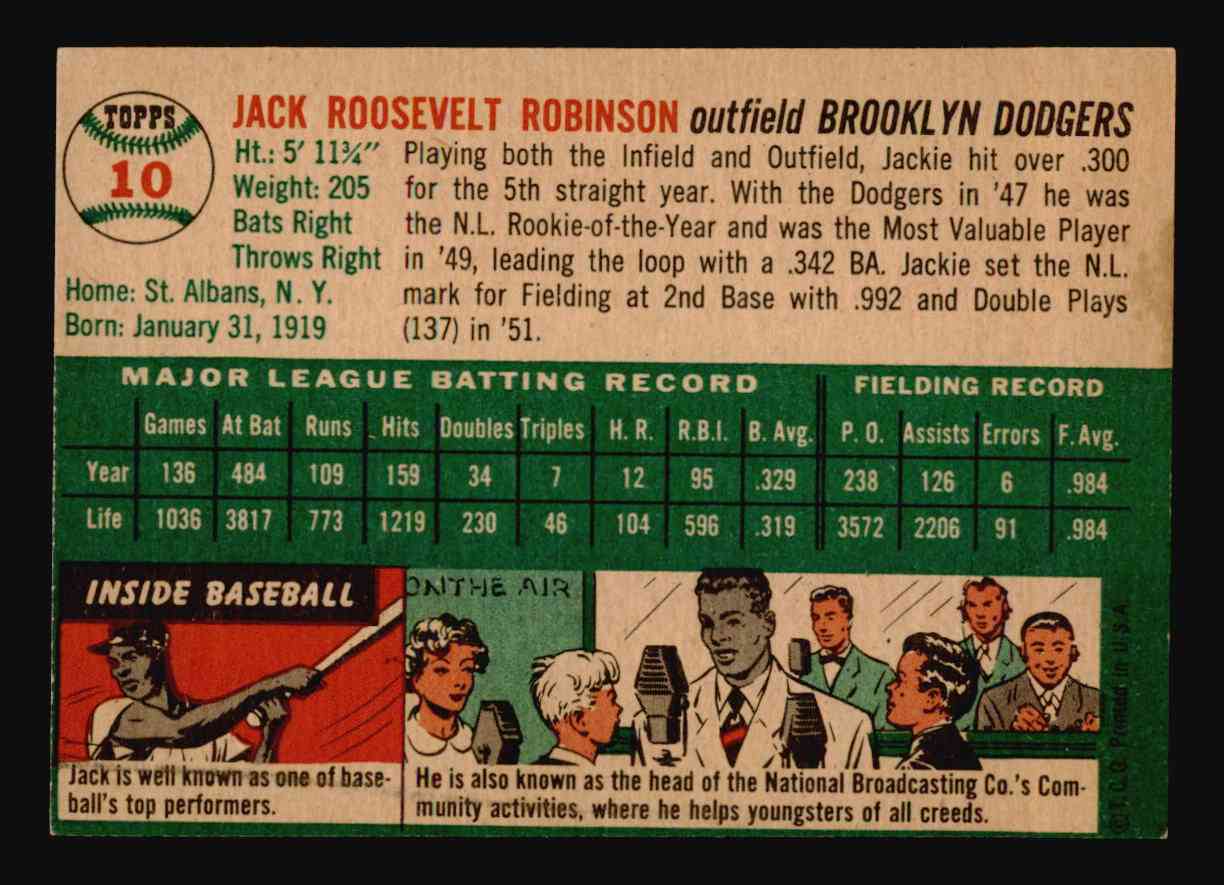 TOPPS
10
JACK ROOSEVELT ROBINSON outfield BROOKLYN DODGERS
Ht.: 5' 11¾"
Weight: 205
Bats Right
Throws Right
Home: St. Albans, N. Y.
Born: January 31, 1919
Playing both the Infield and Outfield, Jackie hit over .300
for the 5th straight year. With the Dodgers in '47 he was
the N.L. Rookie-of-the-Year and was the Most Valuable Player
in '49, leading the loop with a .342 BA. Jackie set the N.L.
mark for Fielding at 2nd Base with .992 and Double Plays
(137) in '51.
MAJOR LEAGUE BATTING RECORD FIELDING RECORD
Games At Bat Runs Hits Doubles Triples H. R. R.B.I. B. Avg. P. O. Assists Errors F. Avg.
Year 136 484 109 159 34 7 12 95 .329 238 126 6 .984
Life 1036 3817 773 1219 230 46 104 596 .319 3572 2206 91 .984
INSIDE BASEBALL
ON THE AIR
Jack is well known as one of base-
ball's top performers.
He is also known as the head of the National Broadcasting Co.'s Com-
munity activities, where he helps youngsters of all creeds.
© T. C. G. Printed in U.S.A.